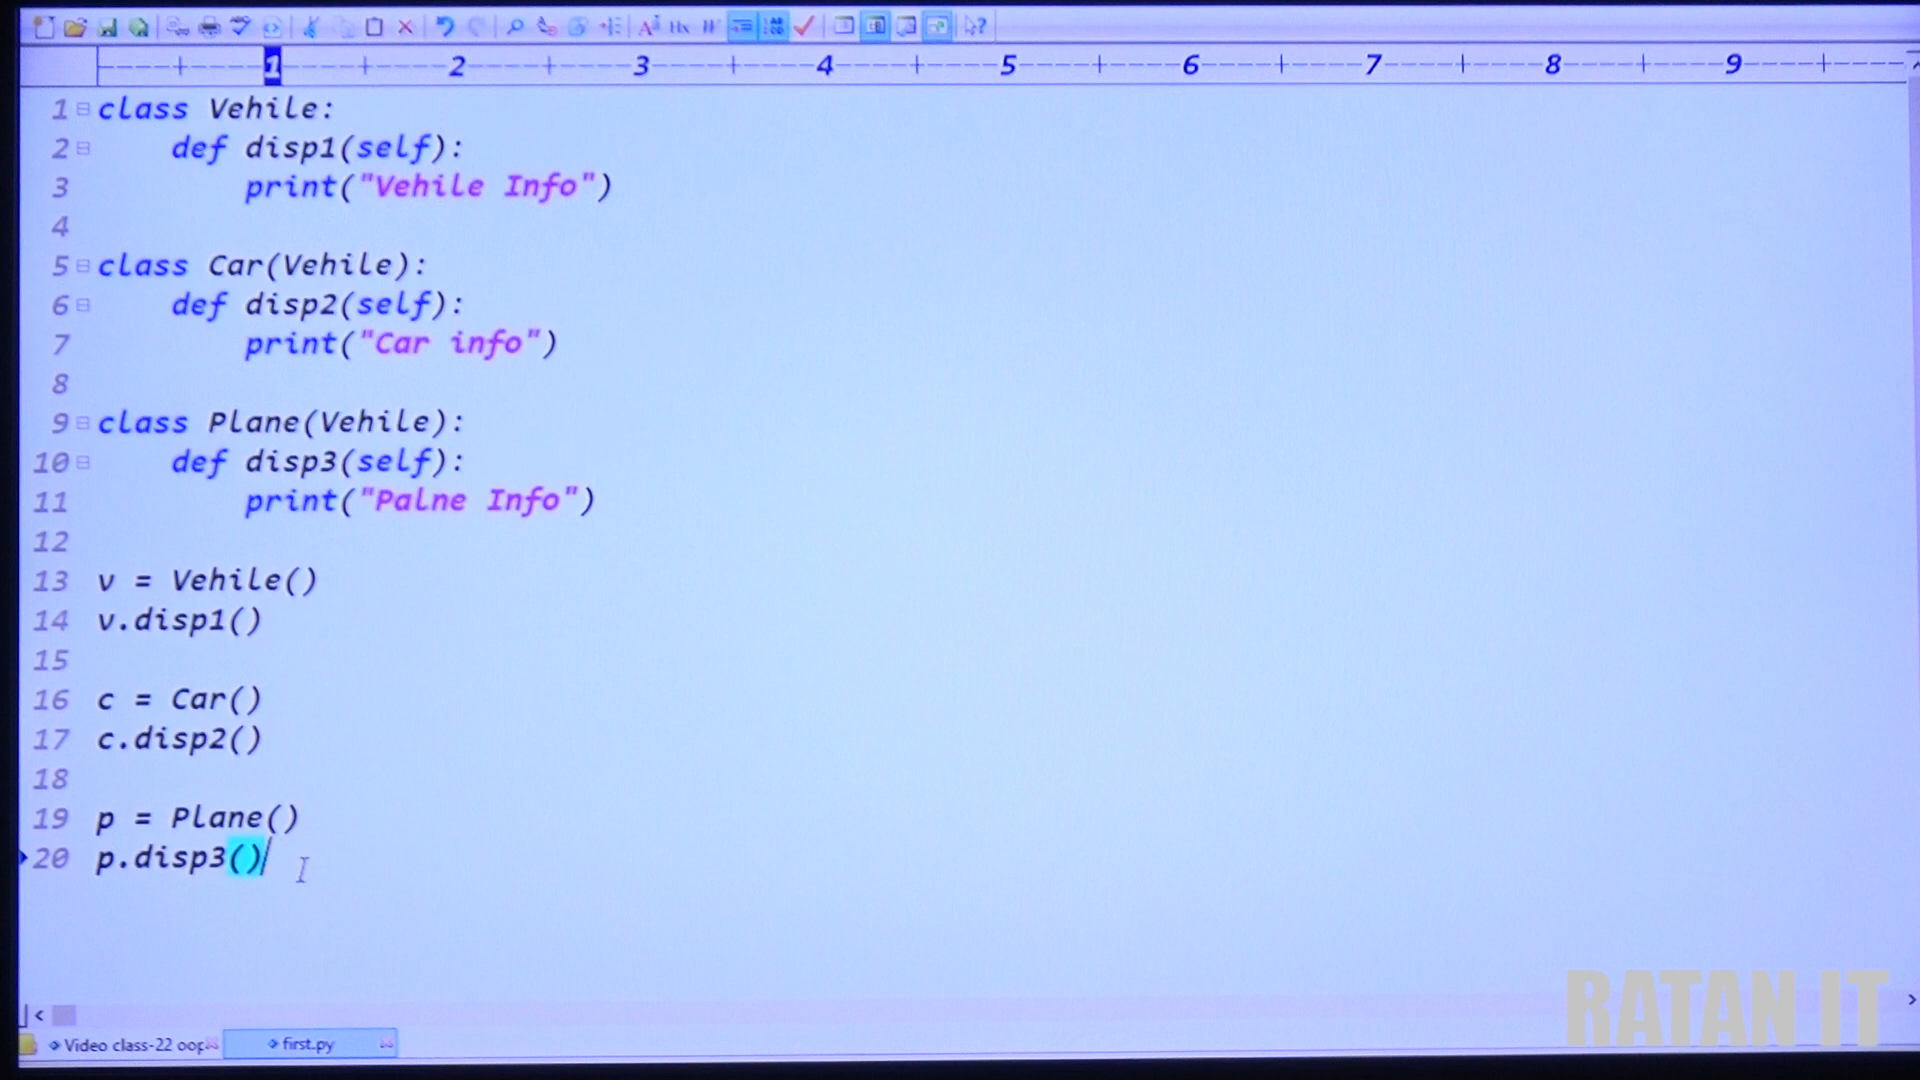 1 2 3 4 5 6 7 8 9
1 class Vehile:
2 def disp1(self):
3 print("Vehile Info")
4
5 class Car(Vehile):
6 def disp2(self):
7 print("Car info")
8
9 class Plane(Vehile):
10 def disp3(self):
11 print("Palne Info")
12
13 v = Vehile()
14 v.disp1()
15
16 c = Car()
17 c.disp2()
18
19 p = Plane()
20 p.disp3()
RATAN IT
Video class-22 oop
first.py